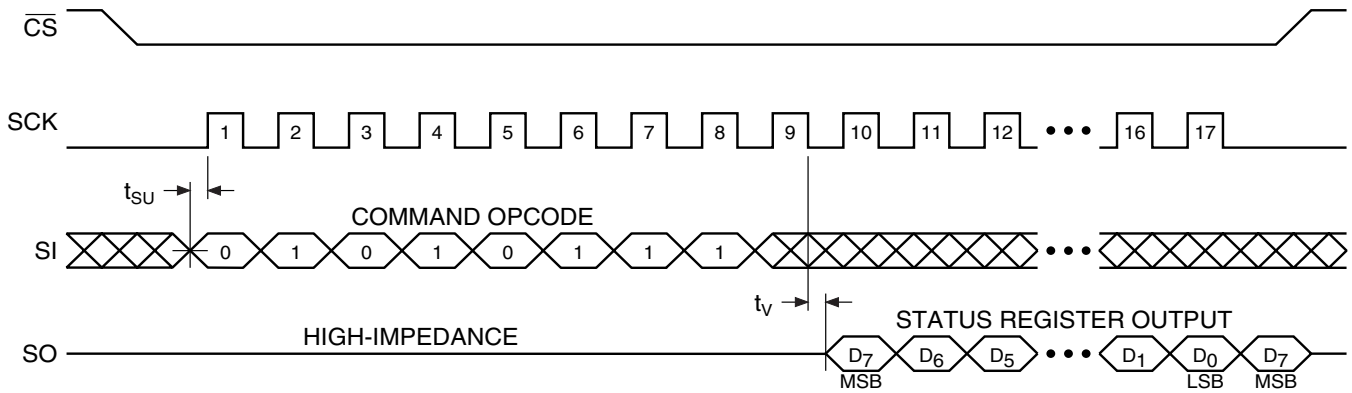 CS
SCK 1 2 3 4 5 6 7 8 9 10 11 12 ••• 16 17
tSU
COMMAND OPCODE
SI 0 1 0 1 0 1 1 1 •••
tV
HIGH-IMPEDANCE STATUS REGISTER OUTPUT
SO D7 D6 D5 ••• D1 D0 D7
MSB LSB MSB